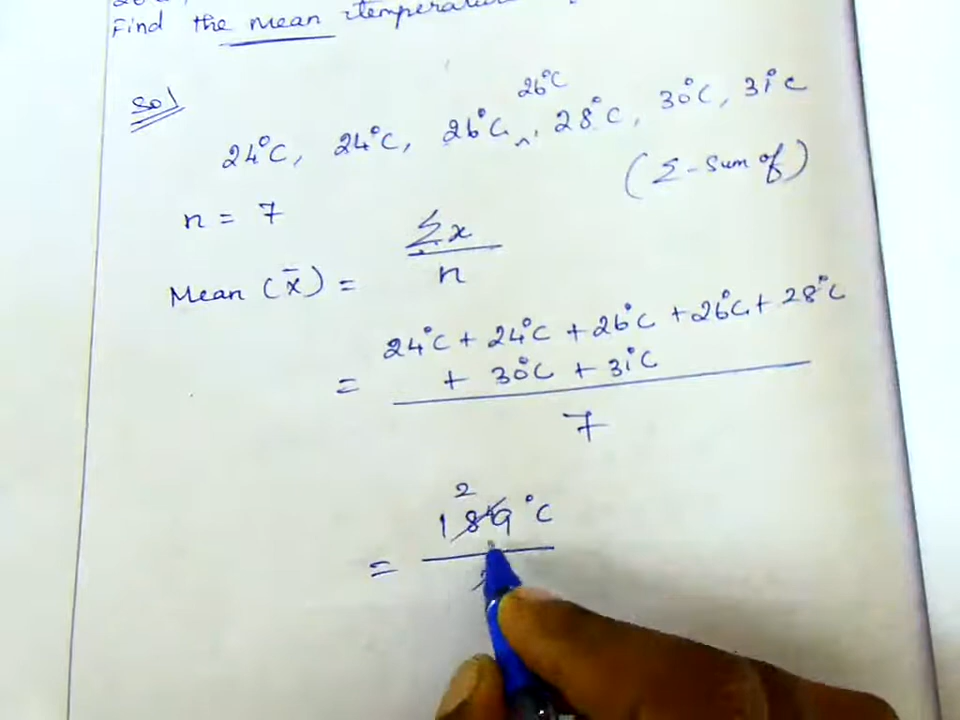 Find the mean temperature
Sol
26°C
24°C, 24°C, 26°C, 28°C, 30°C, 31°C
(Σ - Sum of)
n = 7
Mean (x̄) = Σx / n
= 24°C + 24°C + 26°C + 26°C + 28°C
+ 30°C + 31°C
7
2
= 189°C